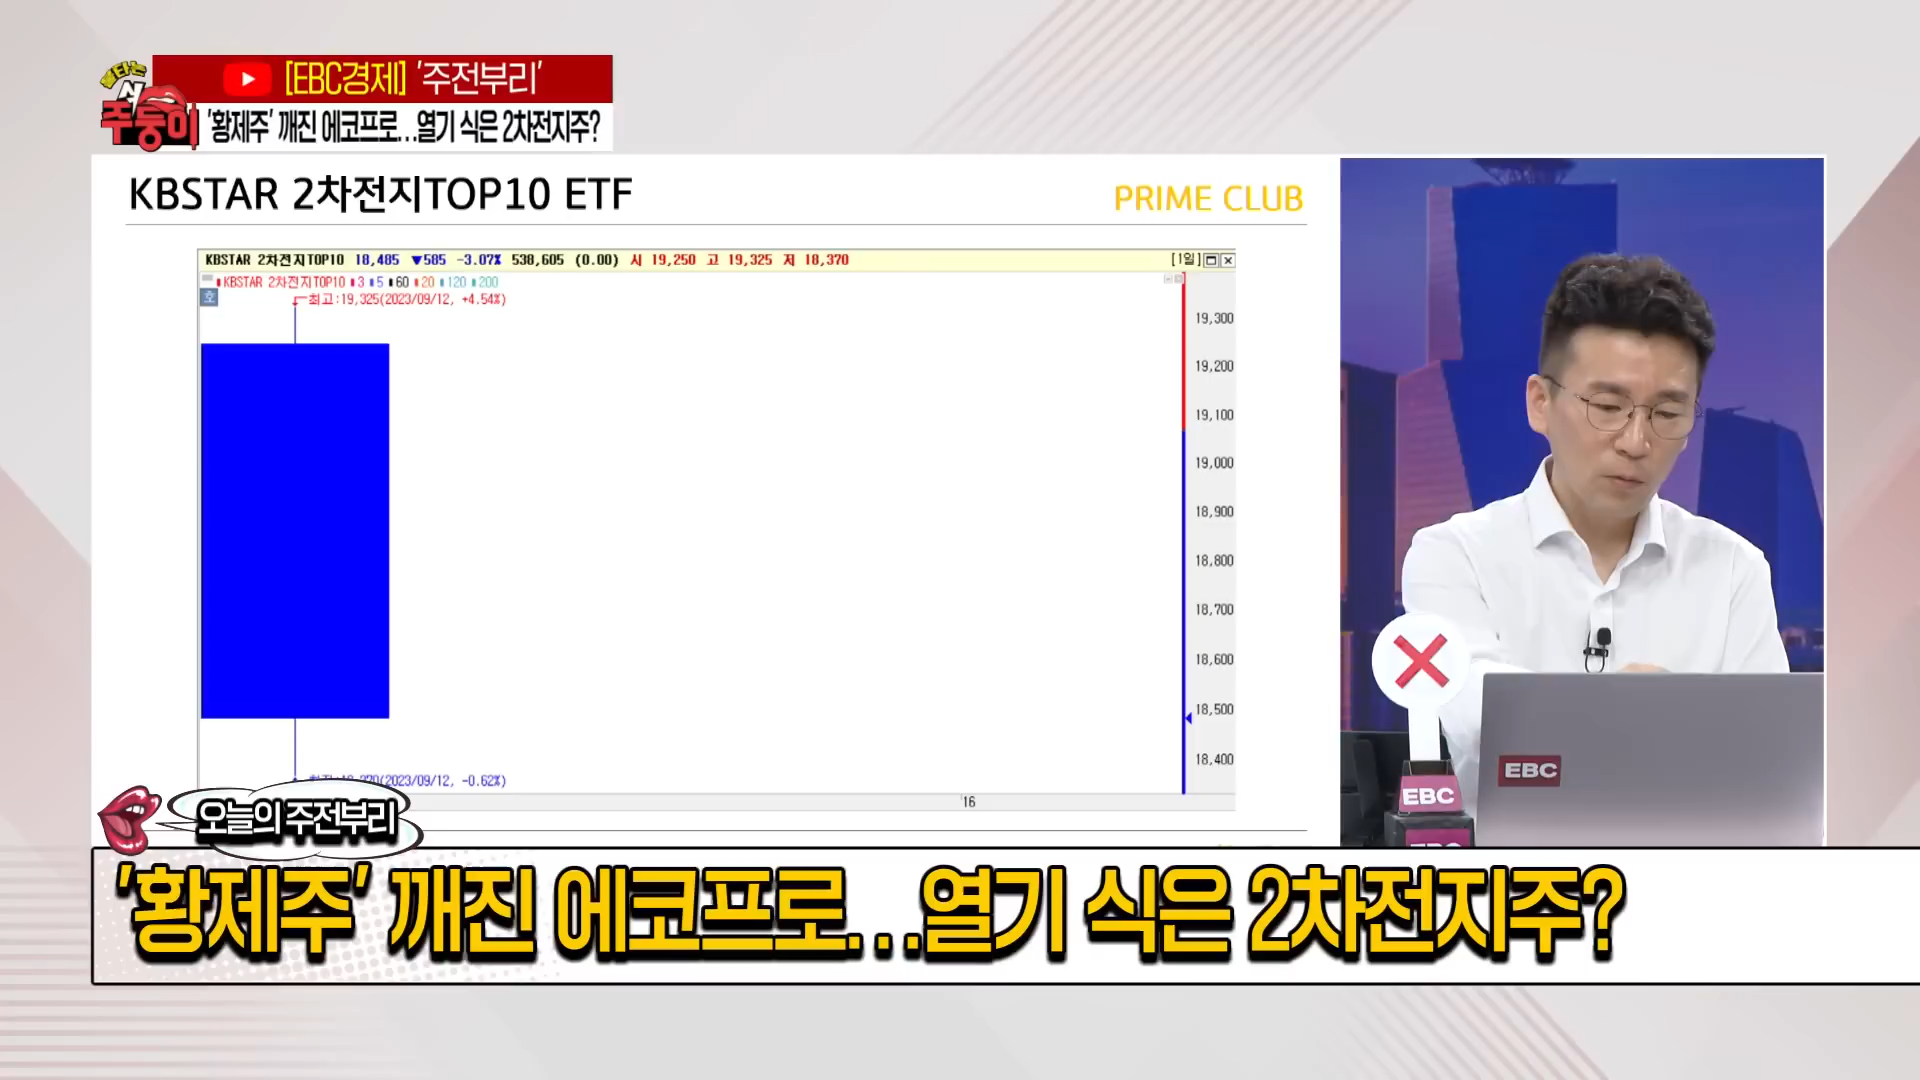 불타는
주둥이
[EBC경제] '주전부리'
'황제주' 깨진 에코프로...열기 식은 2차전지주?
KBSTAR 2차전지TOP10 ETF
PRIME CLUB
KBSTAR 2차전지TOP10 18,485 ▼585 -3.07% 538,605 (0.00) 시 19,250 고 19,325 저 18,370 [1일]
KBSTAR 2차전지TOP10 3 5 60 20 120 200
호
최고:19,325(2023/09/12, +4.54%)
19,300
19,200
19,100
19,000
18,900
18,800
18,700
18,600
18,500
18,400
(2023/09/12, -0.62%)
16
EBC
EBC
오늘의 주전부리
'황제주' 깨진 에코프로...열기 식은 2차전지주?